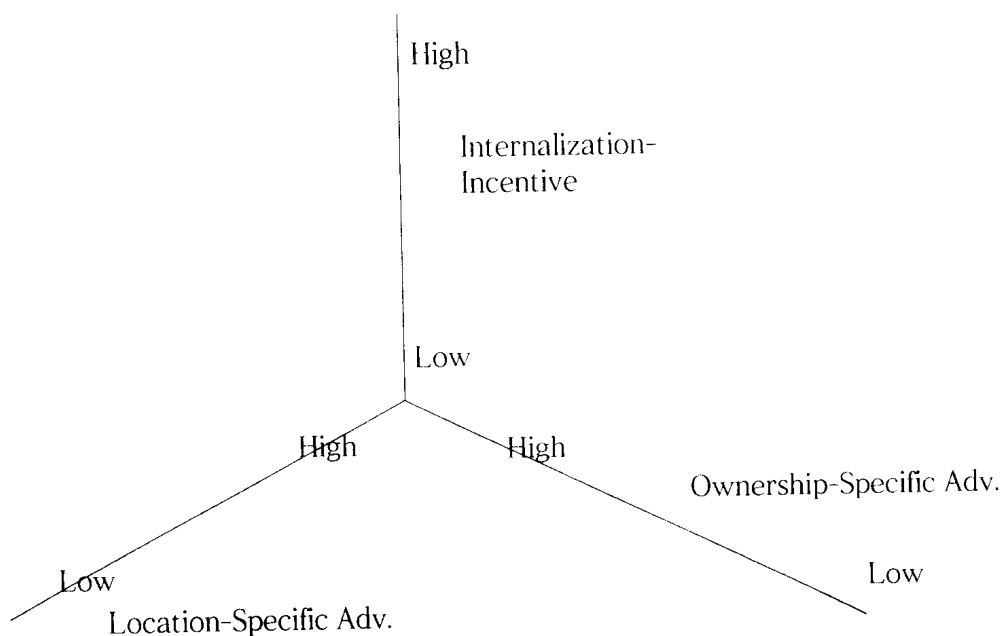 High
Internalization-
Incentive
Low
High
High
Ownership-Specific Adv.
Low
Low
Location-Specific Adv.